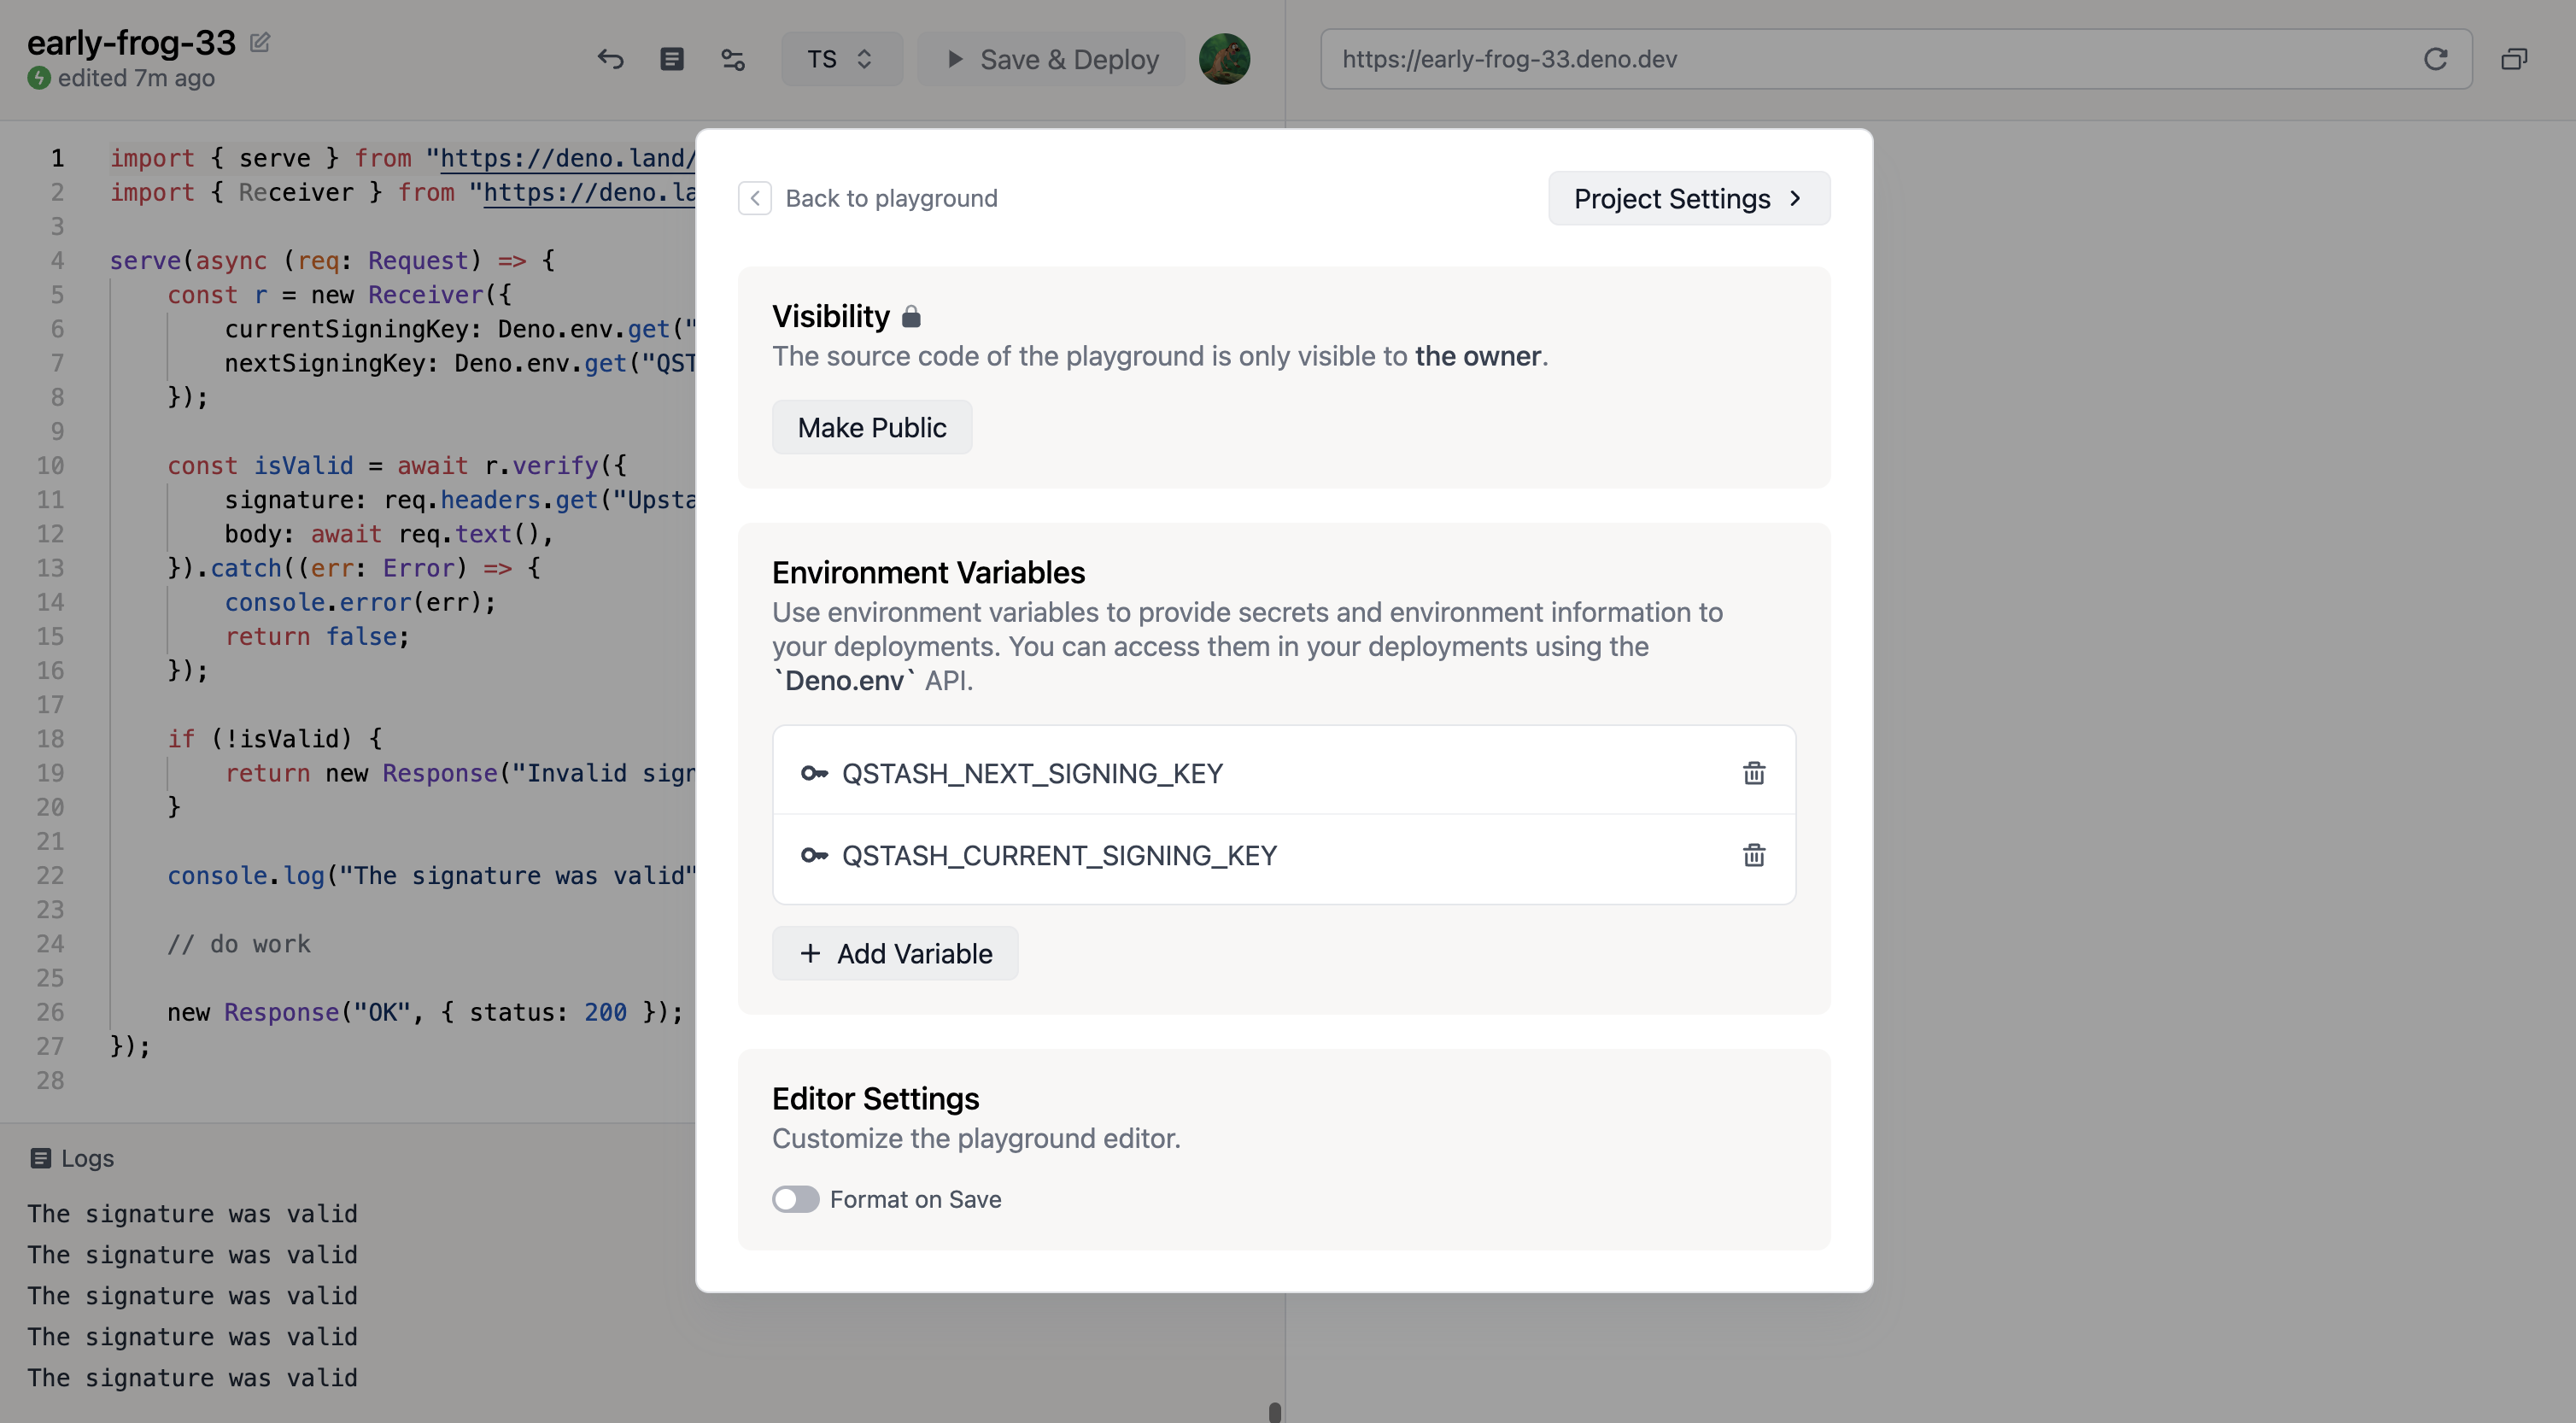 early-frog-33
edited 7m ago
TS
Save & Deploy
https://early-frog-33.deno.dev
1 import { serve } from "https://deno.land/
2 import { Receiver } from "https://deno.la
3
4 serve(async (req: Request) => {
5 const r = new Receiver({
6 currentSigningKey: Deno.env.get("
7 nextSigningKey: Deno.env.get("QST
8 });
9
10 const isValid = await r.verify({
11 signature: req.headers.get("Upsta
12 body: await req.text(),
13 }).catch((err: Error) => {
14 console.error(err);
15 return false;
16 });
17
18 if (!isValid) {
19 return new Response("Invalid sign
20 }
21
22 console.log("The signature was valid"
23
24 // do work
25
26 new Response("OK", { status: 200 });
27 });
28
Logs
The signature was valid
The signature was valid
The signature was valid
The signature was valid
The signature was valid
Back to playground
Project Settings
Visibility
The source code of the playground is only visible to the owner.
Make Public
Environment Variables
Use environment variables to provide secrets and environment information to
your deployments. You can access them in your deployments using the
`Deno.env` API.
QSTASH_NEXT_SIGNING_KEY
QSTASH_CURRENT_SIGNING_KEY
+ Add Variable
Editor Settings
Customize the playground editor.
Format on Save